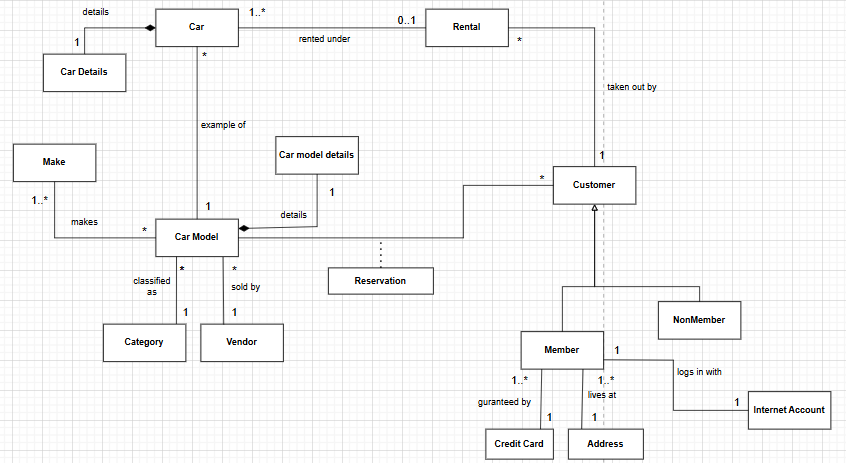 details
Car
1..*
0..1
Rental
*
rented under
1
*
Car Details
taken out by
example of
Make
Car model details
1
*
Customer
1..*
1
1
makes
*
details
Car Model
*
*
Reservation
classified
as
sold by
1
1
NonMember
Category
Vendor
Member
1
logs in with
1..*
1..*
guranteed by
lives at
1
Internet Account
1
1
Credit Card
Address